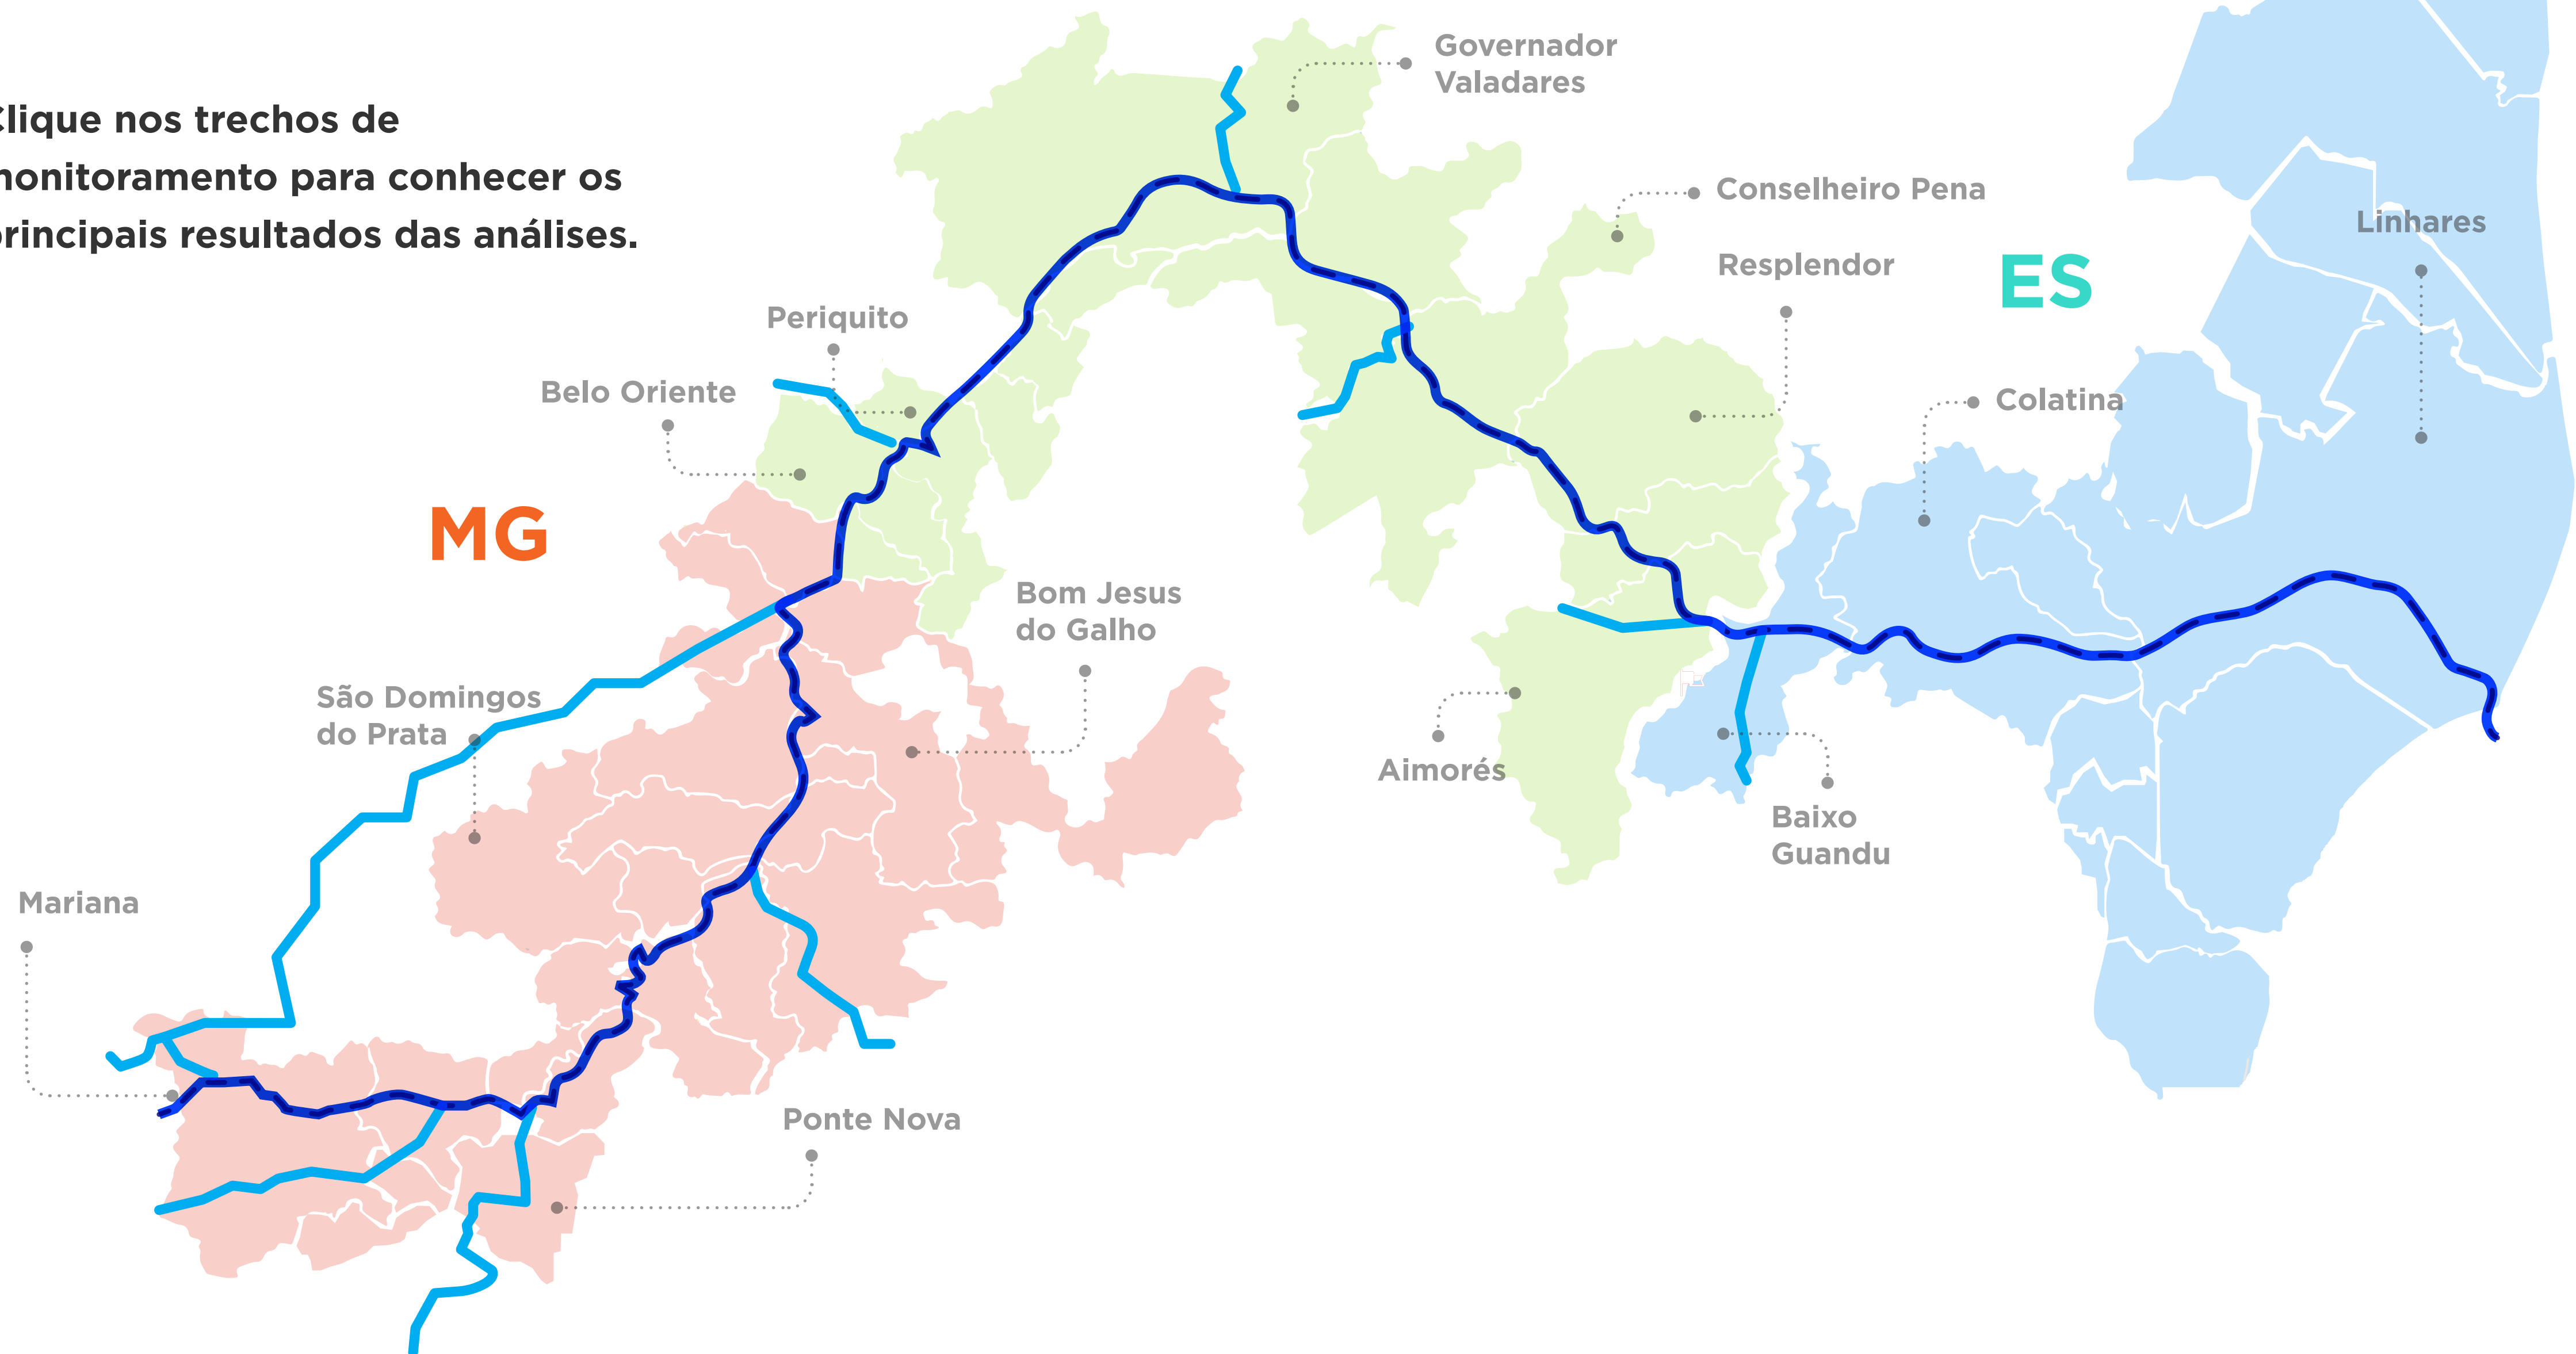 Clique nos trechos de
monitoramento para conhecer os
principais resultados das análises.
Governador
Valadares
Conselheiro Pena
Linhares
Resplendor
ES
Periquito
Belo Oriente
Colatina
MG
Bom Jesus
do Galho
São Domingos
do Prata
Aimorés
Baixo
Guandu
Mariana
Ponte Nova